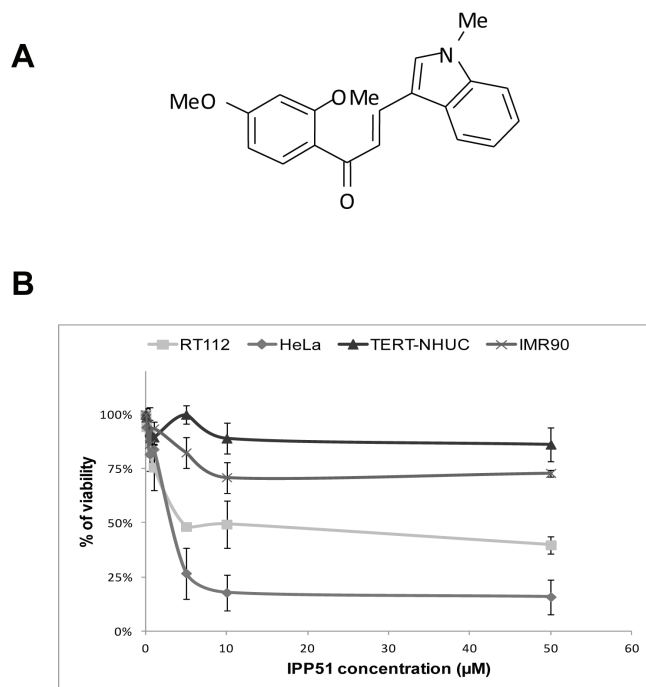 A
Me
N
MeO
OMe
O
B
RT112 HeLa TERT-NHUC IMR90
100%
75%
50%
25%
0%
% of viability
0 10 20 30 40 50 60
IPP51 concentration (µM)